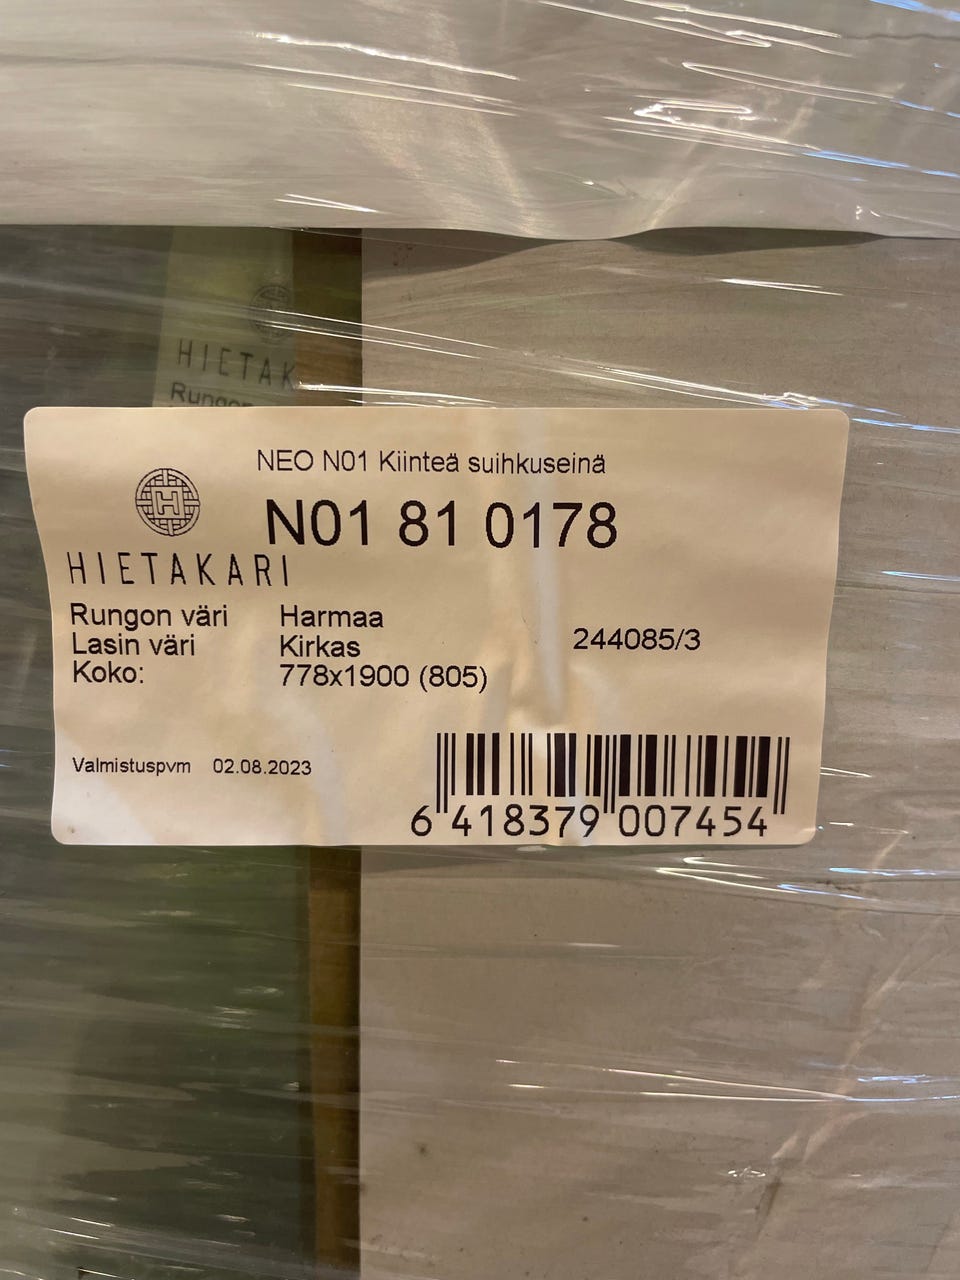 HIETAK
Rungon
NEO N01 Kiinteä suihkuseinä
N01 81 0178
H
HIETAKARI
Rungon väri Harmaa
Lasin väri Kirkas
244085/3
Koko: 778x1900 (805)
Valmistuspvm 02.08.2023
6 418379 007454